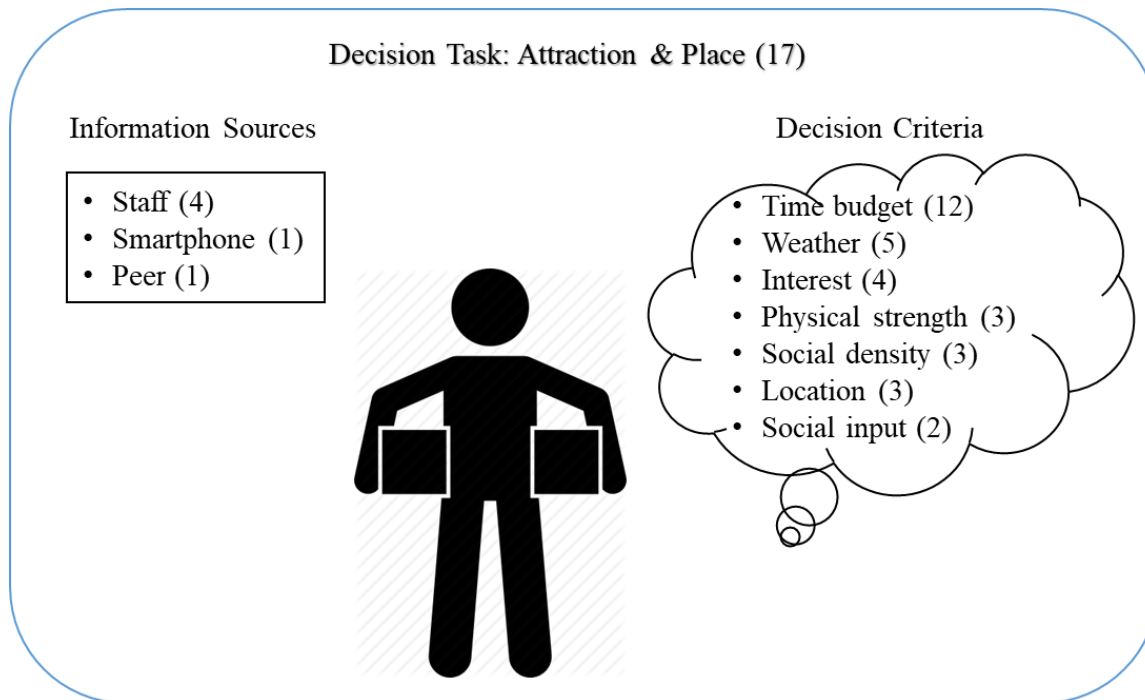 Decision Task: Attraction & Place (17)
Information Sources
• Staff (4)
• Smartphone (1)
• Peer (1)
Decision Criteria
• Time budget (12)
• Weather (5)
• Interest (4)
• Physical strength (3)
• Social density (3)
• Location (3)
• Social input (2)